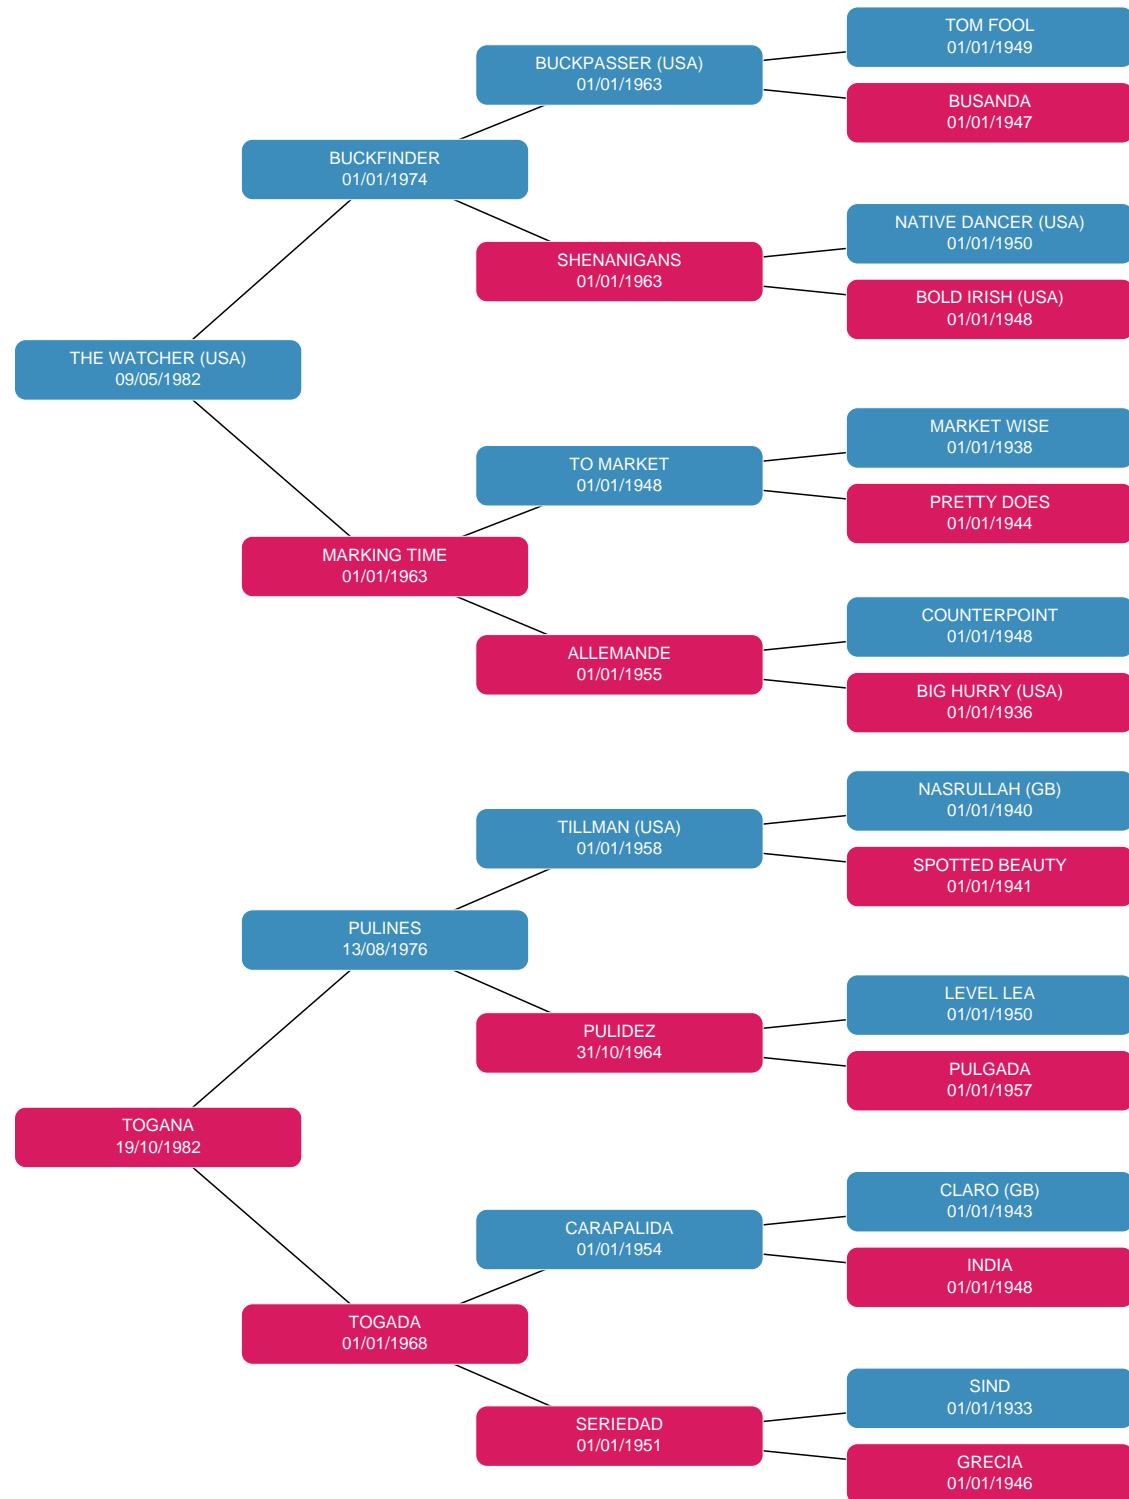 TOM FOOL
01/01/1949
BUCKPASSER (USA)
01/01/1963
BUSANDA
01/01/1947
BUCKFINDER
01/01/1974
NATIVE DANCER (USA)
01/01/1950
SHENANIGANS
01/01/1963
BOLD IRISH (USA)
01/01/1948
THE WATCHER (USA)
09/05/1982
MARKET WISE
01/01/1938
TO MARKET
01/01/1948
PRETTY DOES
01/01/1944
MARKING TIME
01/01/1963
COUNTERPOINT
01/01/1948
ALLEMANDE
01/01/1955
BIG HURRY (USA)
01/01/1936
NASRULLAH (GB)
01/01/1940
TILLMAN (USA)
01/01/1958
SPOTTED BEAUTY
01/01/1941
PULINES
13/08/1976
LEVEL LEA
01/01/1950
PULIDEZ
31/10/1964
PULGADA
01/01/1957
TOGANA
19/10/1982
CLARO (GB)
01/01/1943
CARAPALIDA
01/01/1954
INDIA
01/01/1948
TOGADA
01/01/1968
SIND
01/01/1933
SERIEDAD
01/01/1951
GRECIA
01/01/1946